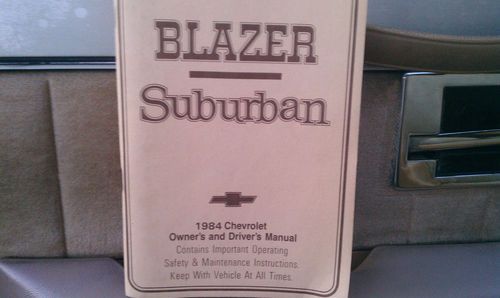 BLAZER
Suburban
1984 Chevrolet
Owner's and Driver's Manual
Contains Important Operating
Safety & Maintenance Instructions.
Keep With Vehicle At All Times.